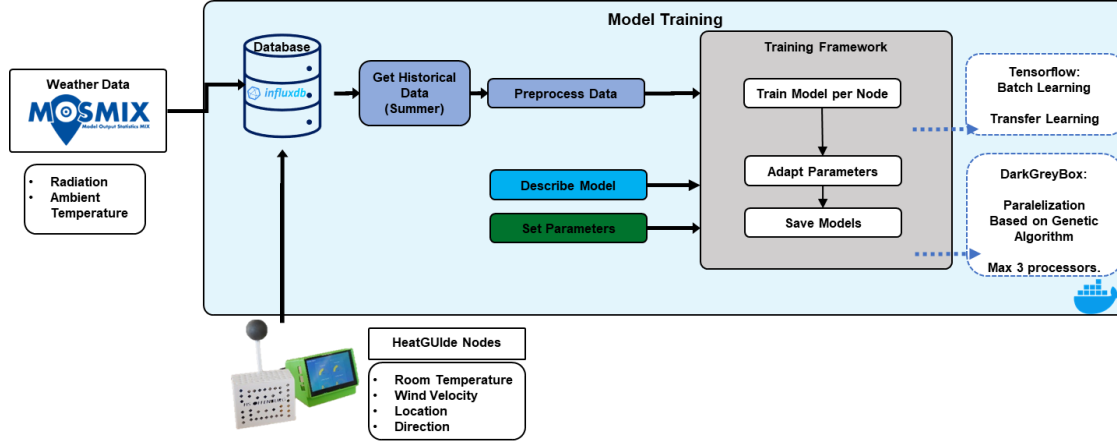 Model Training
Weather Data
MOSMIX
Model Output Statistics MIX
• Radiation
• Ambient
Temperature
Database
influxdb
Get Historical
Data
(Summer)
Preprocess Data
Describe Model
Set Parameters
Training Framework
Train Model per Node
Adapt Parameters
Save Models
Tensorflow:
Batch Learning
Transfer Learning
DarkGreyBox:
Paralelization
Based on Genetic
Algorithm
Max 3 processors.
HeatGUIde Nodes
• Room Temperature
• Wind Velocity
• Location
• Direction